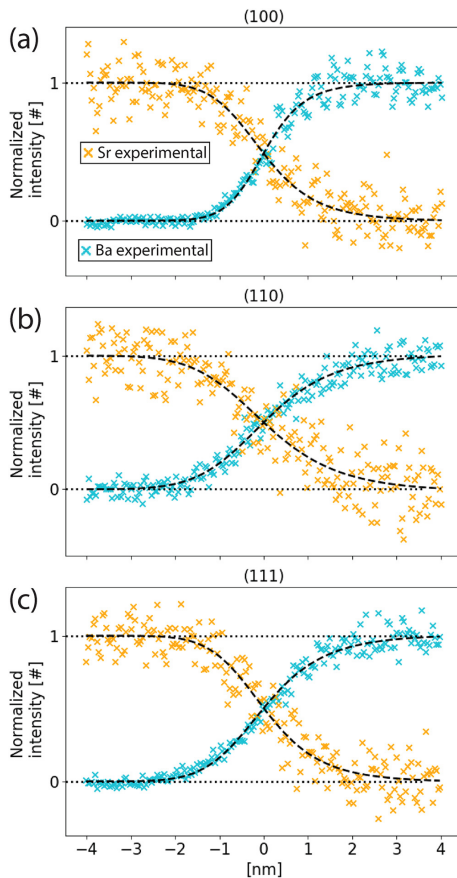 (100)
(a)
1
0
Normalized
intensity [#]
Sr experimental
Ba experimental
(110)
(b)
1
0
Normalized
intensity [#]
(111)
(c)
1
0
Normalized
intensity [#]
−4 −3 −2 −1 0 1 2 3 4
[nm]